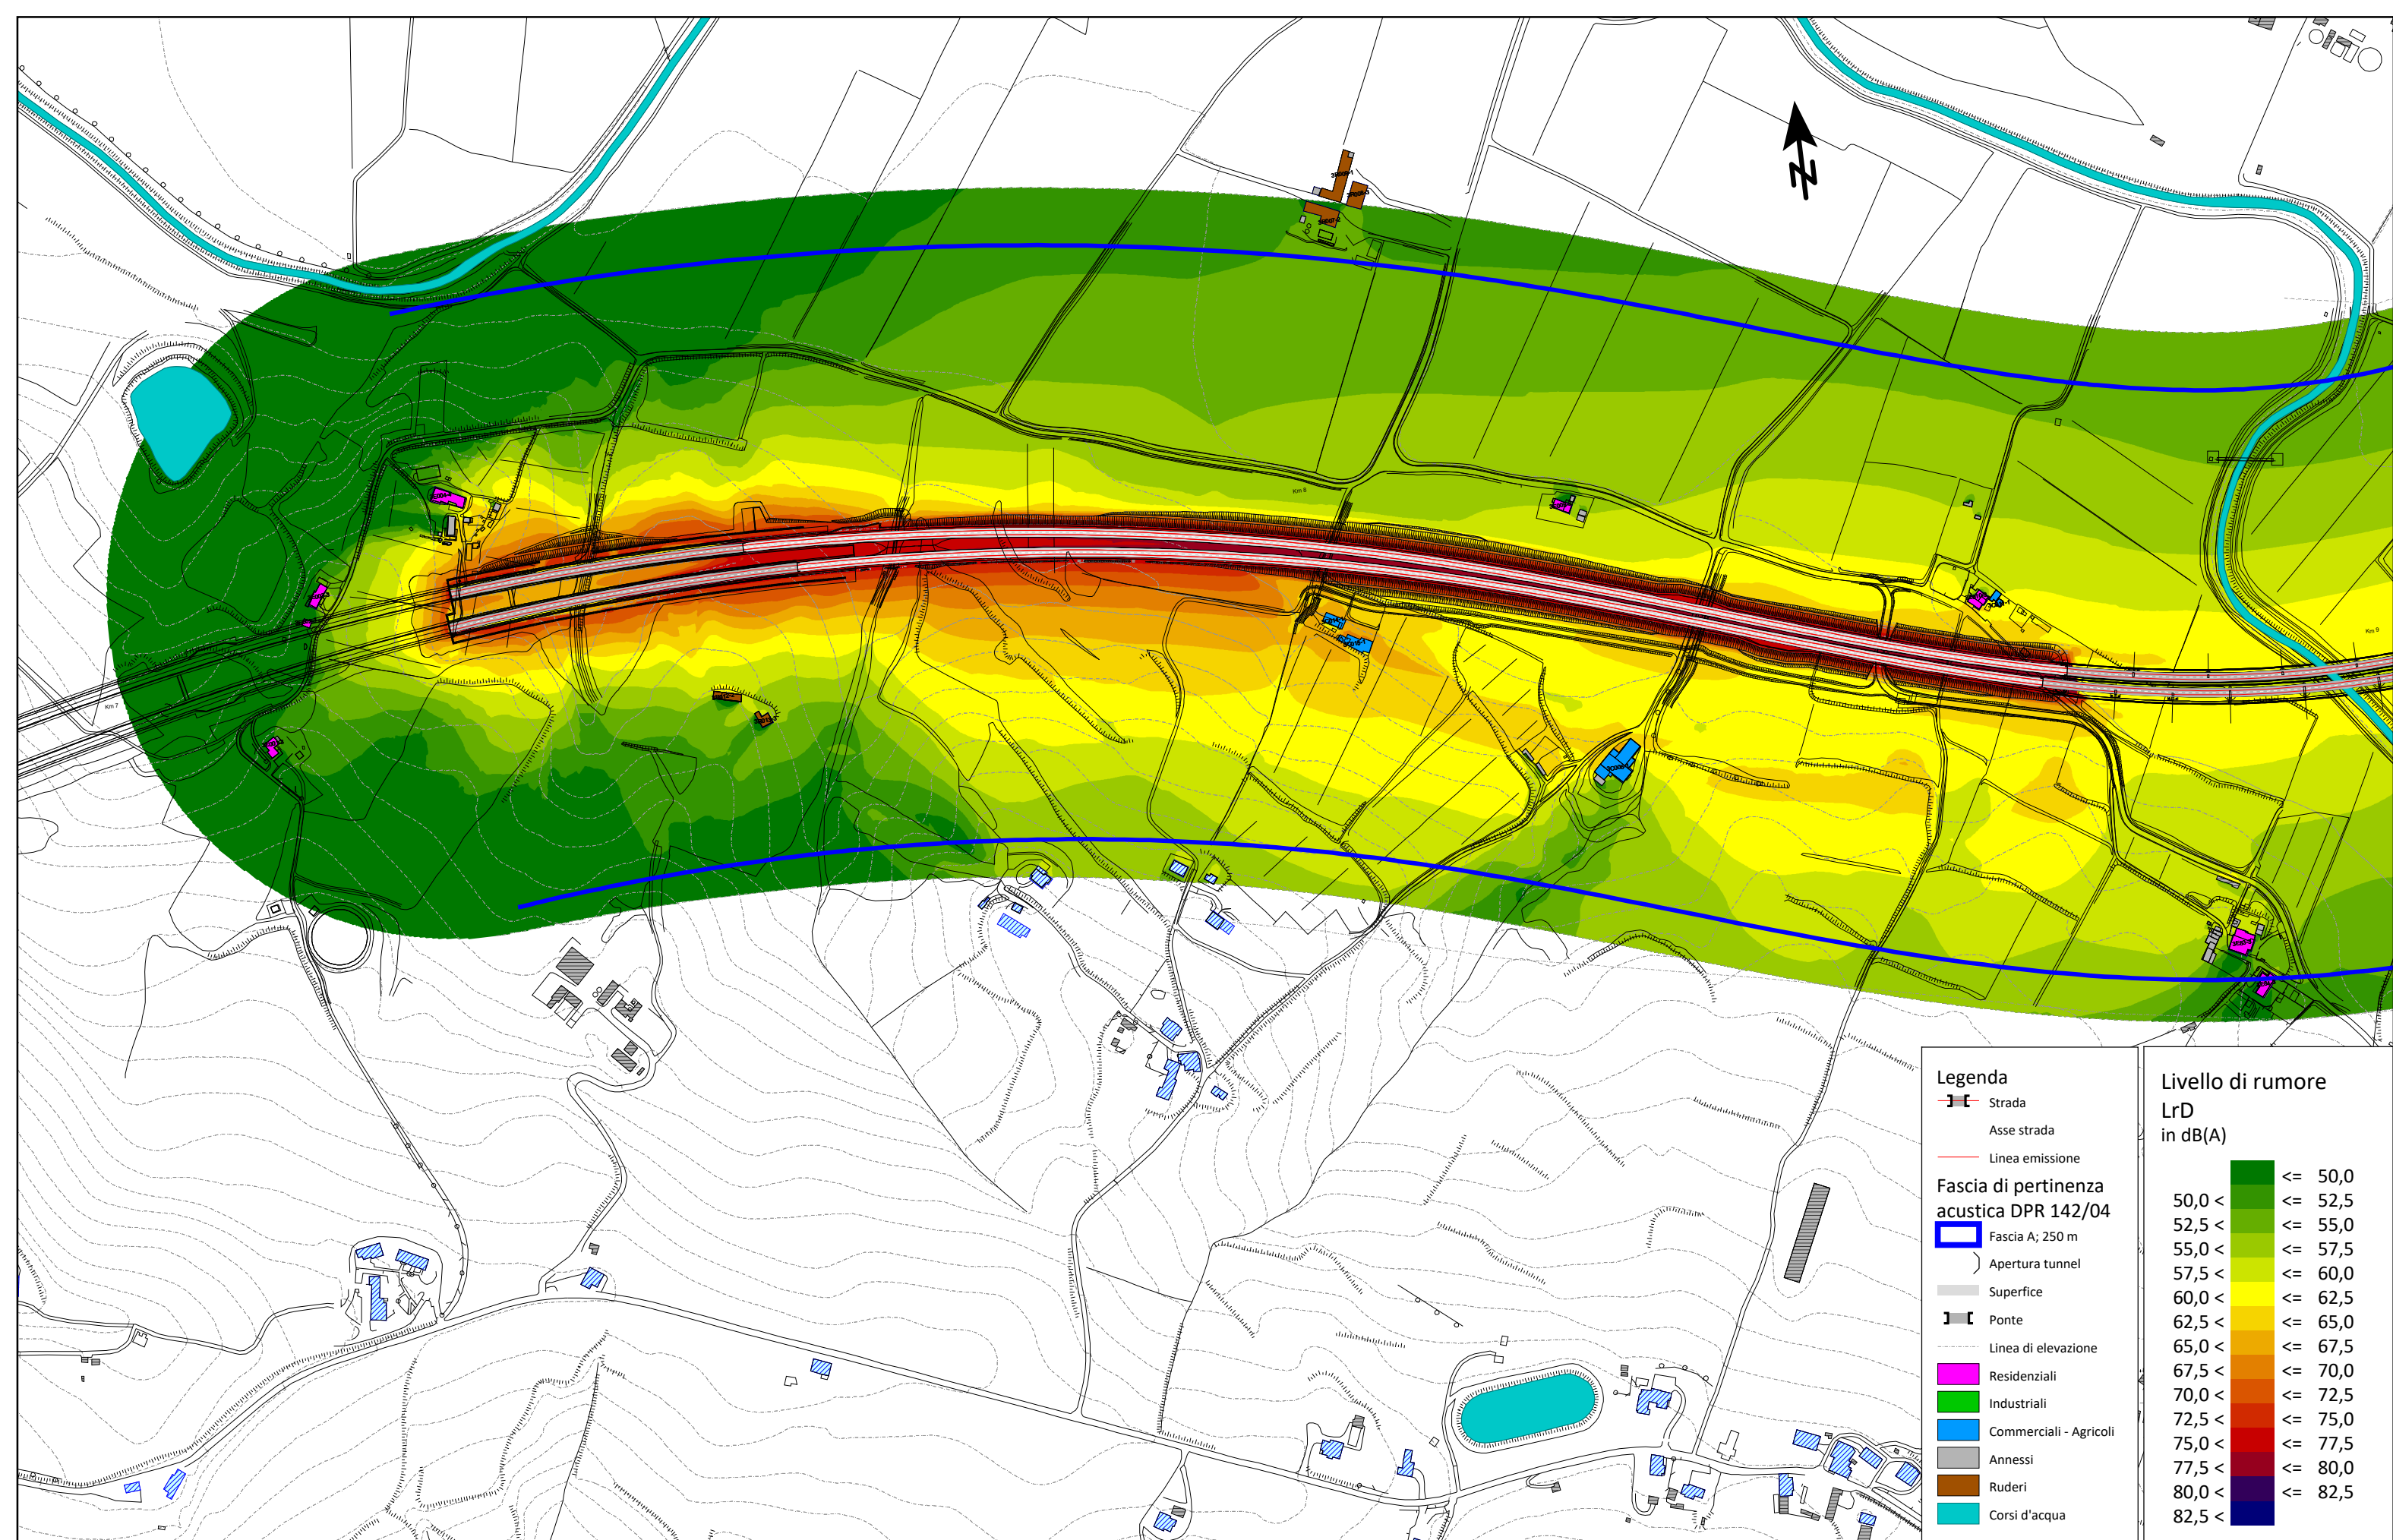 Km 8
Km 9
Km 7
Legenda
Strada
Asse strada
Linea emissione
Fascia di pertinenza
acustica DPR 142/04
Fascia A; 250 m
Apertura tunnel
Superfice
Ponte
Linea di elevazione
Residenziali
Industriali
Commerciali - Agricoli
Annessi
Ruderi
Corsi d'acqua
Livello di rumore
LrD
in dB(A)
<= 50,0
50,0 < <= 52,5
52,5 < <= 55,0
55,0 < <= 57,5
57,5 < <= 60,0
60,0 < <= 62,5
62,5 < <= 65,0
65,0 < <= 67,5
67,5 < <= 70,0
70,0 < <= 72,5
72,5 < <= 75,0
75,0 < <= 77,5
77,5 < <= 80,0
80,0 < <= 82,5
82,5 <